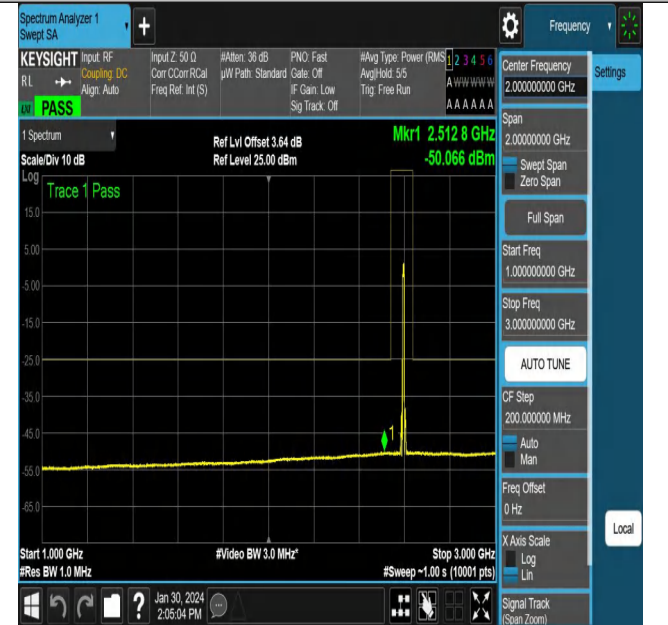 Spectrum Analyzer 1
Swept SA
+
Frequency
KEYSIGHT
RL
LXI PASS
Input: RF
Coupling: DC
Align: Auto
Input Z: 50 Ω
Corr CCorr RCal
Freq Ref: Int (S)
#Atten: 36 dB
µW Path: Standard
PNO: Fast
Gate: Off
IF Gain: Low
Sig Track: Off
#Avg Type: Power (RMS
Avg|Hold: 5/5
Trig: Free Run
1 2 3 4 5 6
A W W W W W
A A A A A A
1 Spectrum
Scale/Div 10 dB
Ref Lvl Offset 3.64 dB
Ref Level 25.00 dBm
Mkr1 2.512 8 GHz
-50.066 dBm
Log
Trace 1 Pass
15.0
5.00
-5.00
-15.0
-25.0
-35.0
-45.0
-55.0
-65.0
1
Start 1.000 GHz
#Res BW 1.0 MHz
#Video BW 3.0 MHz*
Stop 3.000 GHz
#Sweep ~1.00 s (10001 pts)
Center Frequency
2.000000000 GHz
Settings
Span
2.00000000 GHz
Swept Span
Zero Span
Full Span
Start Freq
1.000000000 GHz
Stop Freq
3.000000000 GHz
AUTO TUNE
CF Step
200.000000 MHz
Auto
Man
Freq Offset
0 Hz
X Axis Scale
Log
Lin
Local
Signal Track
(Span Zoom)
?
Jan 30, 2024
2:05:04 PM